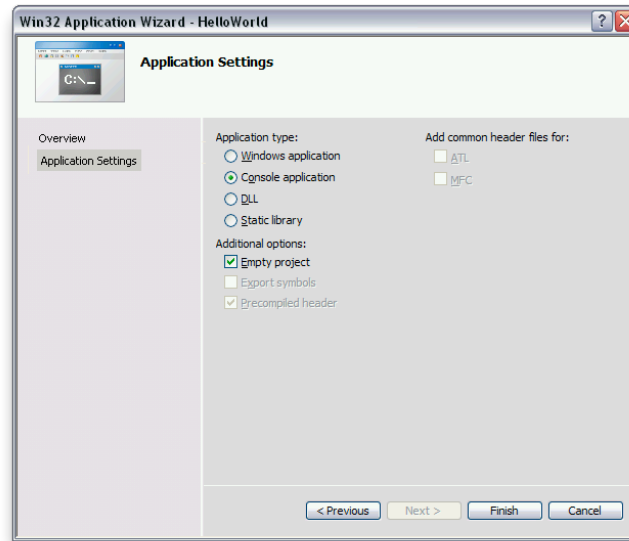 Win32 Application Wizard - HelloWorld
C:\_
Application Settings
Overview
Application Settings
Application type:
Windows application
Console application
DLL
Static library
Additional options:
Empty project
Export symbols
Precompiled header
Add common header files for:
ATL
MFC
< Previous
Next >
Finish
Cancel